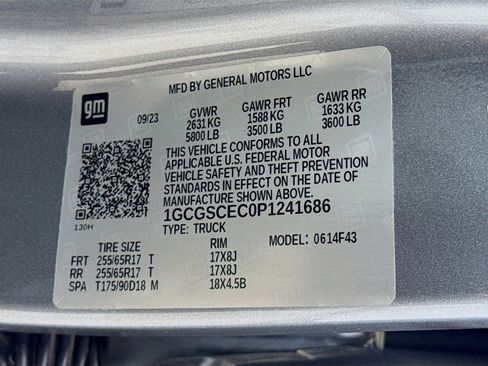 MFD BY GENERAL MOTORS LLC
gm
09/23 GVWR GAWR FRT GAWR RR
2631 KG 1588 KG 1633 KG
5800 LB 3500 LB 3600 LB
THIS VEHICLE CONFORMS TO ALL
APPLICABLE U.S. FEDERAL MOTOR
VEHICLE SAFETY AND THEFT PREVENTION
STANDARDS IN EFFECT ON THE DATE OF
MANUFACTURE SHOWN ABOVE.
1GCGSCEC0P1241686
130H TYPE: TRUCK
TIRE SIZE RIM MODEL: 0614F43
FRT 255/65R17 T 17X8J
RR 255/65R17 T 17X8J
SPA T175/90D18 M 18X4.5B